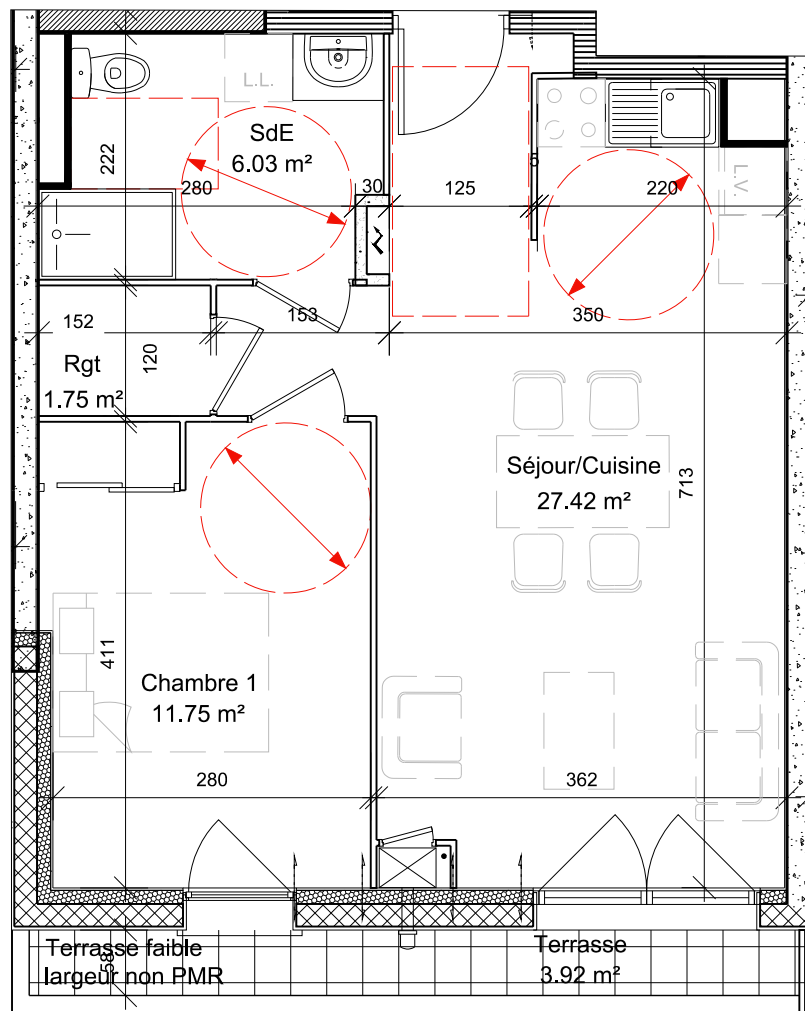 L.L.
SdE
6.03 m²
222
280
30
125
5
220
L.V.
152
153
350
120
Rgt
1.75 m²
Séjour/Cuisine
27.42 m²
713
411
Chambre 1
11.75 m²
280
362
Terrasse faible
largeur non PMR
58
Terrasse
3.92 m²